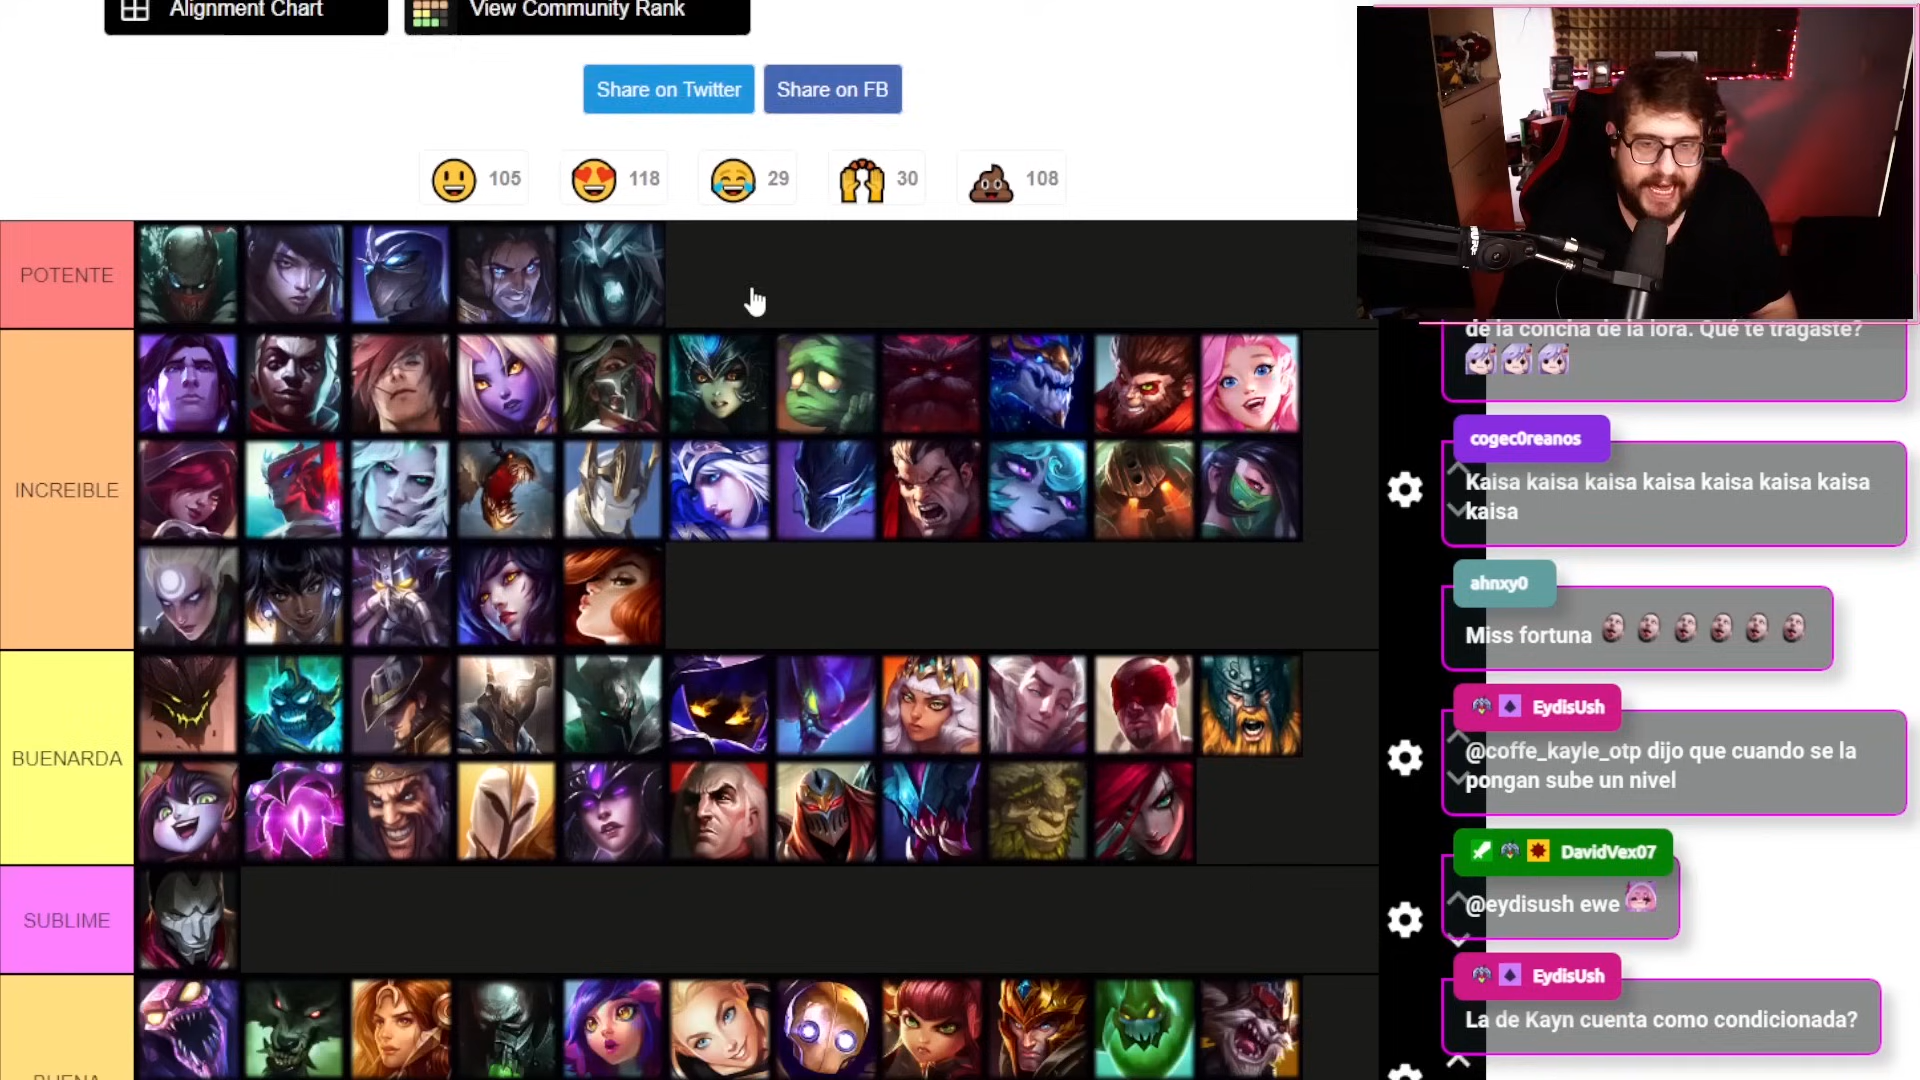 Alignment Chart
View Community Rank
Share on Twitter
Share on FB
105
118
29
30
108
POTENTE
INCREIBLE
BUENARDA
SUBLIME
BUENA
de la concha de la lora. Qué te tragaste?
cogec0reanos
Kaisa kaisa kaisa kaisa kaisa kaisa kaisa
kaisa
ahnxy0
Miss fortuna
EydisUsh
@coffe_kayle_otp dijo que cuando se la
pongan sube un nivel
DavidVex07
@eydisush ewe
EydisUsh
La de Kayn cuenta como condicionada?